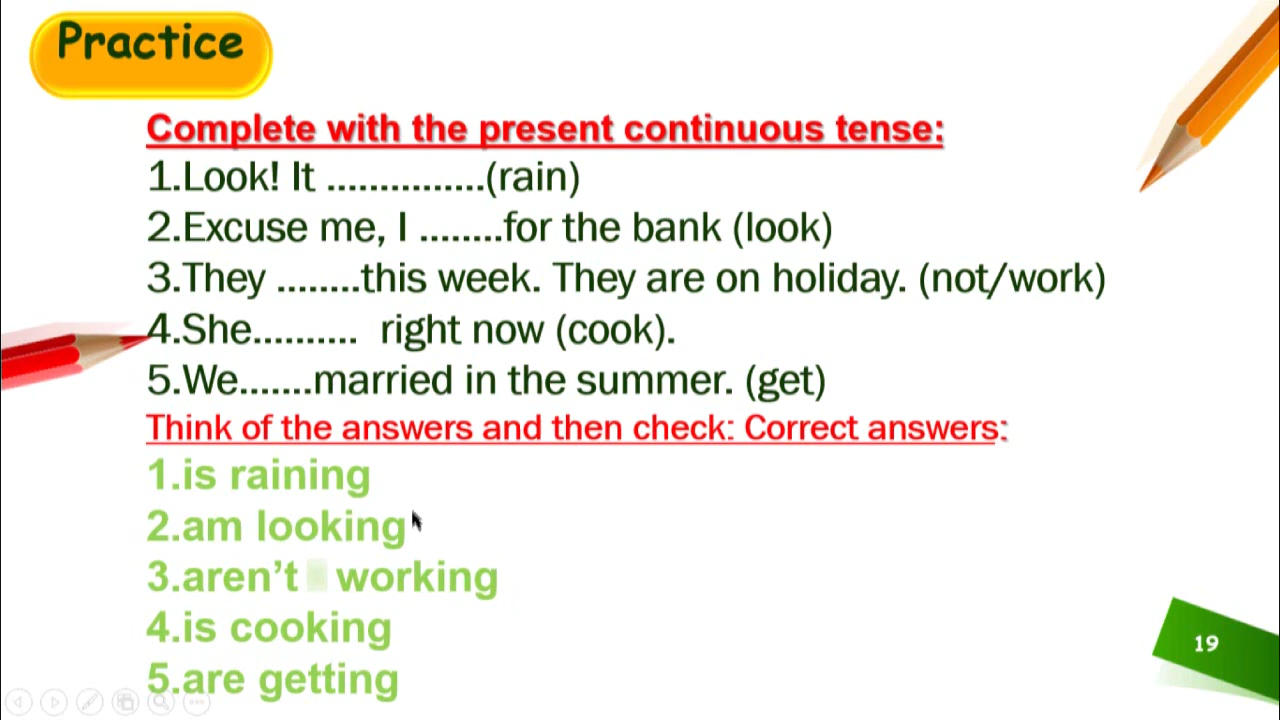 Practice
Complete with the present continuous tense:
1.Look! It ...............(rain)
2.Excuse me, I ........for the bank (look)
3.They ........this week. They are on holiday. (not/work)
4.She.......... right now (cook).
5.We.......married in the summer. (get)
Think of the answers and then check: Correct answers:
1.is raining
2.am looking
3.aren’t working
4.is cooking
5.are getting
19